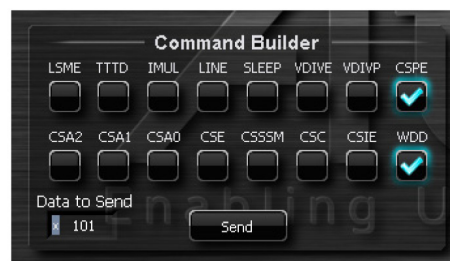 Command Builder
LSME TTTD IMUL LINE SLEEP VDIVE VDIVP CSPE
CSA2 CSA1 CSA0 CSE CSSSM CSC CSIE WDD
Data to Send
x 101
Send
nabling U